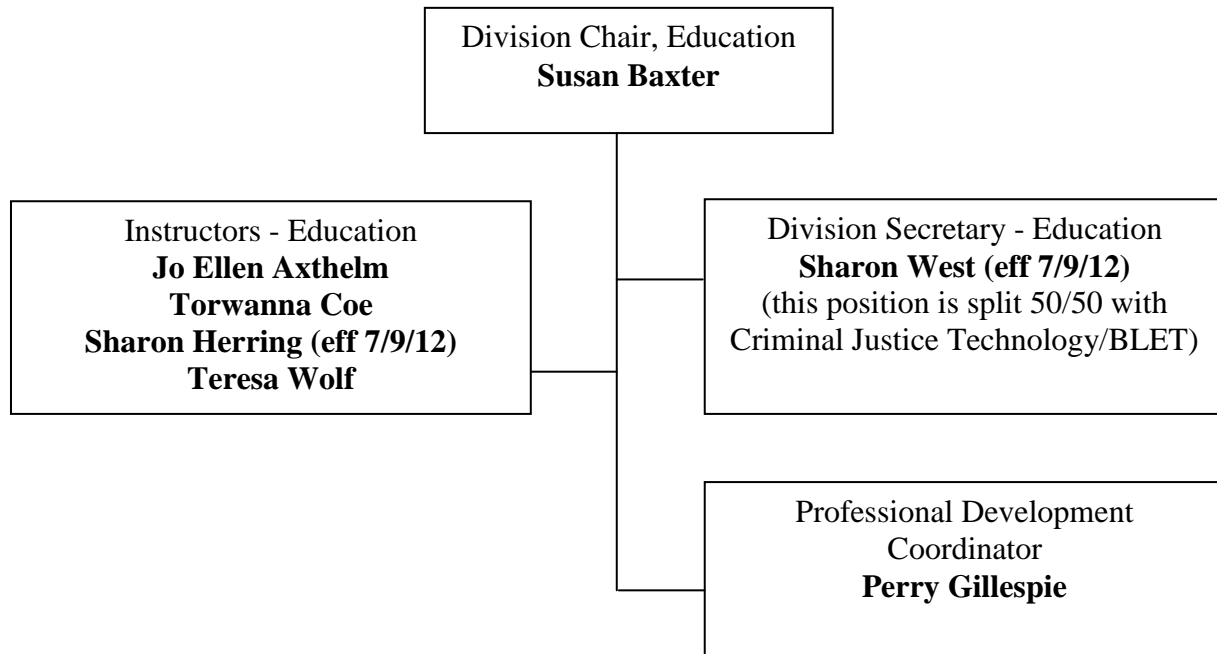 Division Chair, Education
Susan Baxter
Instructors - Education
Jo Ellen Axthelm
Torwanna Coe
Sharon Herring (eff 7/9/12)
Teresa Wolf
Division Secretary - Education
Sharon West (eff 7/9/12)
(this position is split 50/50 with
Criminal Justice Technology/BLET)
Professional Development
Coordinator
Perry Gillespie